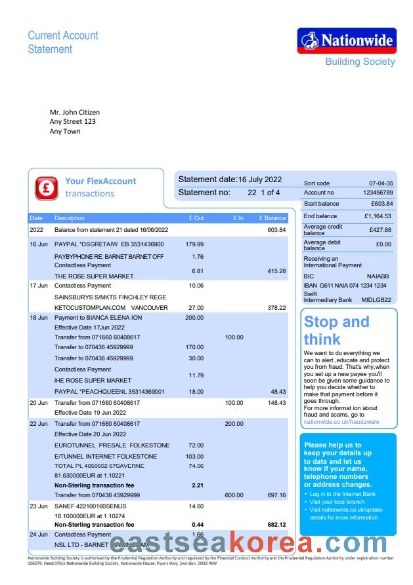 Current Account
Statement
Nationwide
Building Society
Mr. John Citizen
Any Street 123
Any Town
Your FlexAccount
transactions
Statement date:16 July 2022
Statement no: 22 1 of 4
Sort code 07-04-35
Account no 123456789
Start balance £603.84
End balance £1,164.53
Average credit
balance £427.86
Average debit
balance £0.00
Receiving an
International Payment
BIC NAIABB
IBAN G611 NAIA 074 1234 1234
Swift
Intermediary Bank MIDLGB22
Date Description £ Out £ In £ Balance
2022 Balance from statement 21 dated 16/06/2022 603.84
16 Jun PAYPAL *DSGRETAIW EB 3531436900 179.99
PAYBYPHONE RE BARNET BARNET OFF 1.76
Contactless Payment
THE ROSE SUPER MARKET 6.81 415.28
17 Jun Contactless Payment 10.06
SAINSBURYS S/MKTS FINCHLEY REGE
KETOCUSTOMPLAN.COM VANCOUVER 27.00 378.22
18 Jun Payment to BIANCA ELENA ION 200.00
Effective Date 17Jun 2022
Transfer from 071660 60408617 100.00
Transfer to 070436 45929999 170.00
Transfer to 070436 45929999 30.00
Contactless Payment
IHE ROSE SUPER MARKET 11.79
PAYPAL *PEACHQUEENL 35314369001 18.00 48.43
20 Jun Transfer from 071660 60408617 100.00 148.43
Effective Date 19 Jun 2022
22 Jun Transfer from 071660 60408617 200.00
Effective Date 20 Jun 2022
EUROTUNNEL PRESALE FOLKESTONE 72.00
E/TUNNEL INTERNET FOLKESTONE 103.00
TOTAL PL 4659062 076AVERINE 74.06
81.630000EUR at 1.10221
Non-Sterling transaction fee 2.21
Transfer from 070436 45929999 600.00 697.16
23 Jun SANEF 422100160SENUS 14.60
16 100000EUR at 1.10274
Non-Sterling transaction fee 0.44 682.12
24 Jun Contactless Payment 1.66
NSL LTD - BARNET
Stop and
think
We want to do everything we
can to alert ,educate and protect
you from fraud. That's why,when
you set up a new payee you'll
soon be given some guidance to
help you decide whether to
make that payment before it
goes through.
For more information about
fraud and scams, go to
nationwide.co.uk/fraudaware
Please help us to
keep your details up
to date and let us
know if your name,
telephone numbers
or address changes.
• Log in to the Internet Bank
• Visit your local branch
• Visit nationwide.co.uk/update-
details for more information
eastseakorea.com
Nationwide Building Society is authorised by the Prudential Regulation Authority and regulated by the Financial Conduct Authority and the Prudential Regulation Authority under registration number
106078. Head Office Nationwide Building Society, Nationwide House, Pipers Way, Swindon, SN38 1NW